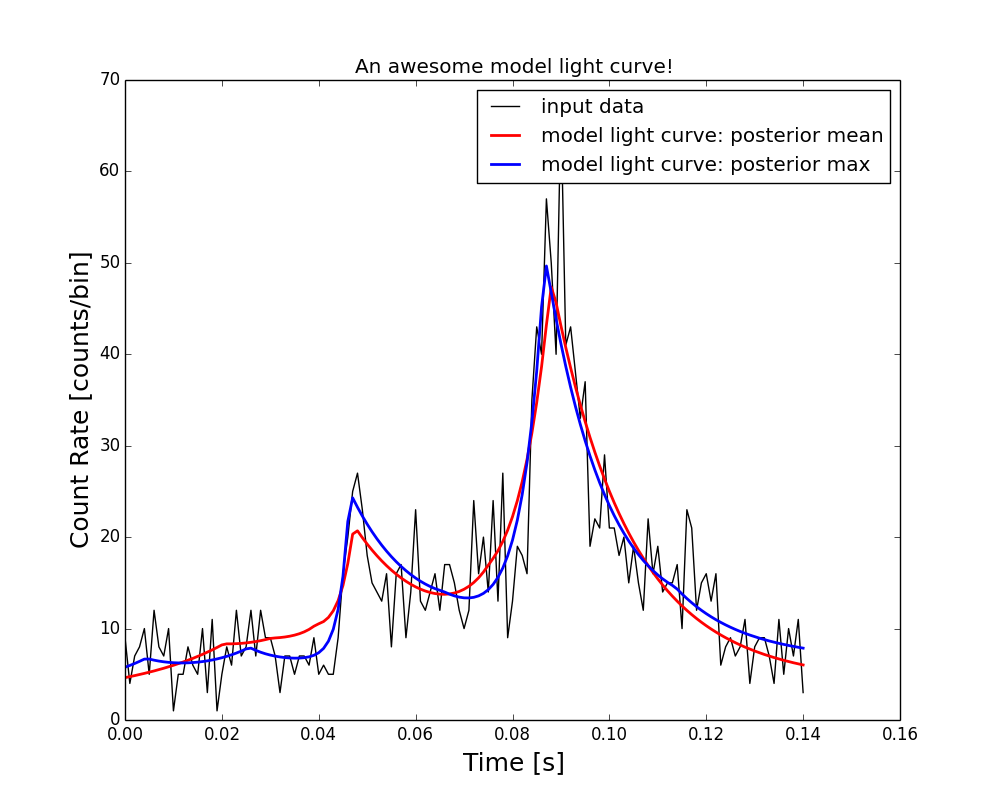 An awesome model light curve!
70
60
50
40
30
20
10
0
Count Rate [counts/bin]
input data
model light curve: posterior mean
model light curve: posterior max
0.00 0.02 0.04 0.06 0.08 0.10 0.12 0.14 0.16
Time [s]